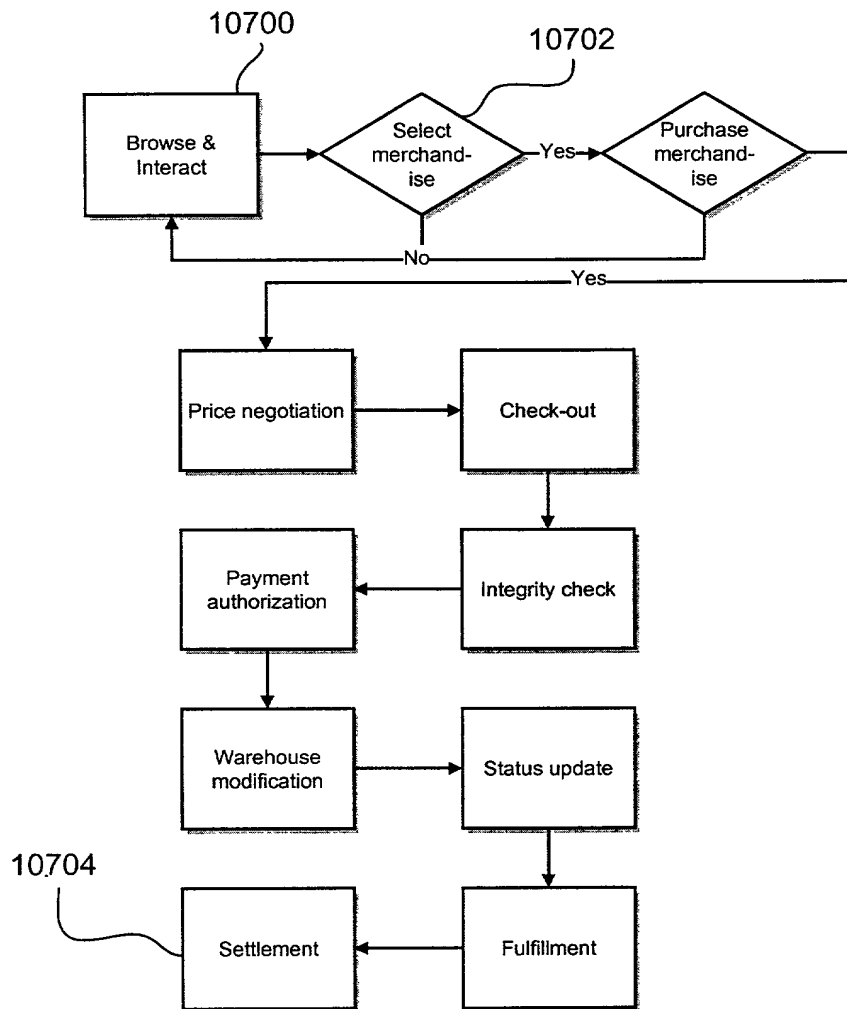 10700
10702
Browse &
Interact
Select
merchand-
ise
Yes
Purchase
merchand-
ise
No
Yes
Price negotiation
Check-out
Payment
authorization
Integrity check
Warehouse
modification
Status update
10704
Settlement
Fulfillment